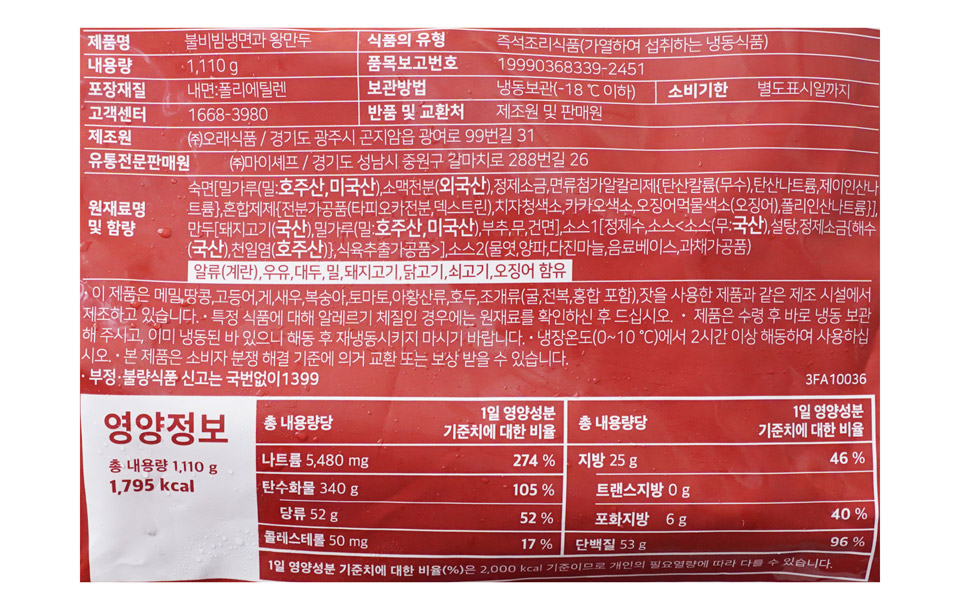 제품명 불비빔냉면과 왕만두 식품의 유형 즉석조리식품(가열하여 섭취하는 냉동식품)
내용량 1,110 g 품목보고번호 19990368339-2451
포장재질 내면:폴리에틸렌 보관방법 냉동보관(-18 ℃ 이하) 소비기한 별도표시일까지
고객센터 1668-3980 반품 및 교환처 제조원 및 판매원
제조원 ㈜오래식품 / 경기도 광주시 곤지암읍 광여로 99번길 31
유통전문판매원 ㈜마이셰프 / 경기도 성남시 중원구 갈마치로 288번길 26
원재료명 및 함량
숙면[밀가루(밀:호주산,미국산),소맥전분(외국산),정제소금,면류첨가알칼리제{탄산칼륨(무수),탄산나트륨,제이인산나
트륨},혼합제제{전분가공품(타피오카전분,덱스트린),치자청색소,카카오색소,오징어먹물색소(오징어),폴리인산나트륨}],
만두[돼지고기(국산),밀가루(밀:호주산,미국산),부추,무,건면],소스1[정제수,소스<소스(무:국산),설탕,정제소금{해수
(국산),천일염(호주산)},식육추출가공품>],소스2(물엿,양파,다진마늘,음료베이스,과채가공품)
알류(계란),우유,대두,밀,돼지고기,닭고기,쇠고기,오징어 함유
· 이 제품은 메밀,땅콩,고등어,게,새우,복숭아,토마토,아황산류,호두,조개류(굴,전복,홍합 포함),잣을 사용한 제품과 같은 제조 시설에서
제조하고 있습니다. · 특정 식품에 대해 알레르기 체질인 경우에는 원재료를 확인하신 후 드십시오. · 제품은 수령 후 바로 냉동 보관
해 주시고, 이미 냉동된 바 있으니 해동 후 재냉동시키지 마시기 바랍니다. · 냉장온도(0~10 ℃)에서 2시간 이상 해동하여 사용하십
시오. · 본 제품은 소비자 분쟁 해결 기준에 의거 교환 또는 보상 받을 수 있습니다.
· 부정·불량식품 신고는 국번없이1399 3FA10036
영양정보
총 내용량 1,110 g
1,795 kcal
총 내용량당 1일 영양성분 기준치에 대한 비율
나트륨 5,480 mg 274 %
탄수화물 340 g 105 %
당류 52 g 52 %
콜레스테롤 50 mg 17 %
총 내용량당 1일 영양성분 기준치에 대한 비율
지방 25 g 46 %
트랜스지방 0 g
포화지방 6 g 40 %
단백질 53 g 96 %
1일 영양성분 기준치에 대한 비율(%)은 2,000 kcal 기준이므로 개인의 필요열량에 따라 다를 수 있습니다.